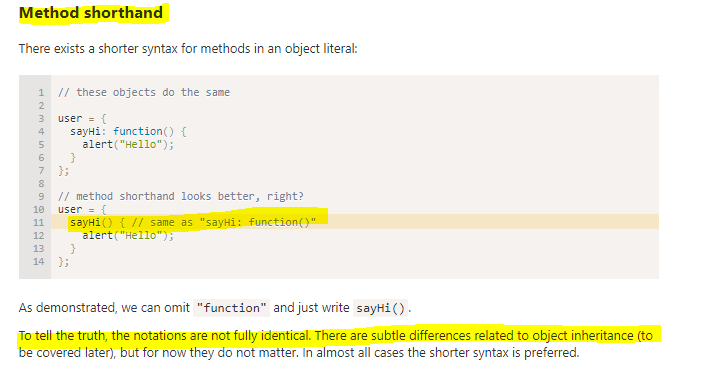 Method shorthand
There exists a shorter syntax for methods in an object literal:
1 // these objects do the same
2
3 user = {
4   sayHi: function() {
5     alert("Hello");
6   }
7 };
8
9 // method shorthand looks better, right?
10 user = {
11   sayHi() { // same as "sayHi: function()"
12     alert("Hello");
13   }
14 };
As demonstrated, we can omit "function" and just write sayHi().
To tell the truth, the notations are not fully identical. There are subtle differences related to object inheritance (to
be covered later), but for now they do not matter. In almost all cases the shorter syntax is preferred.